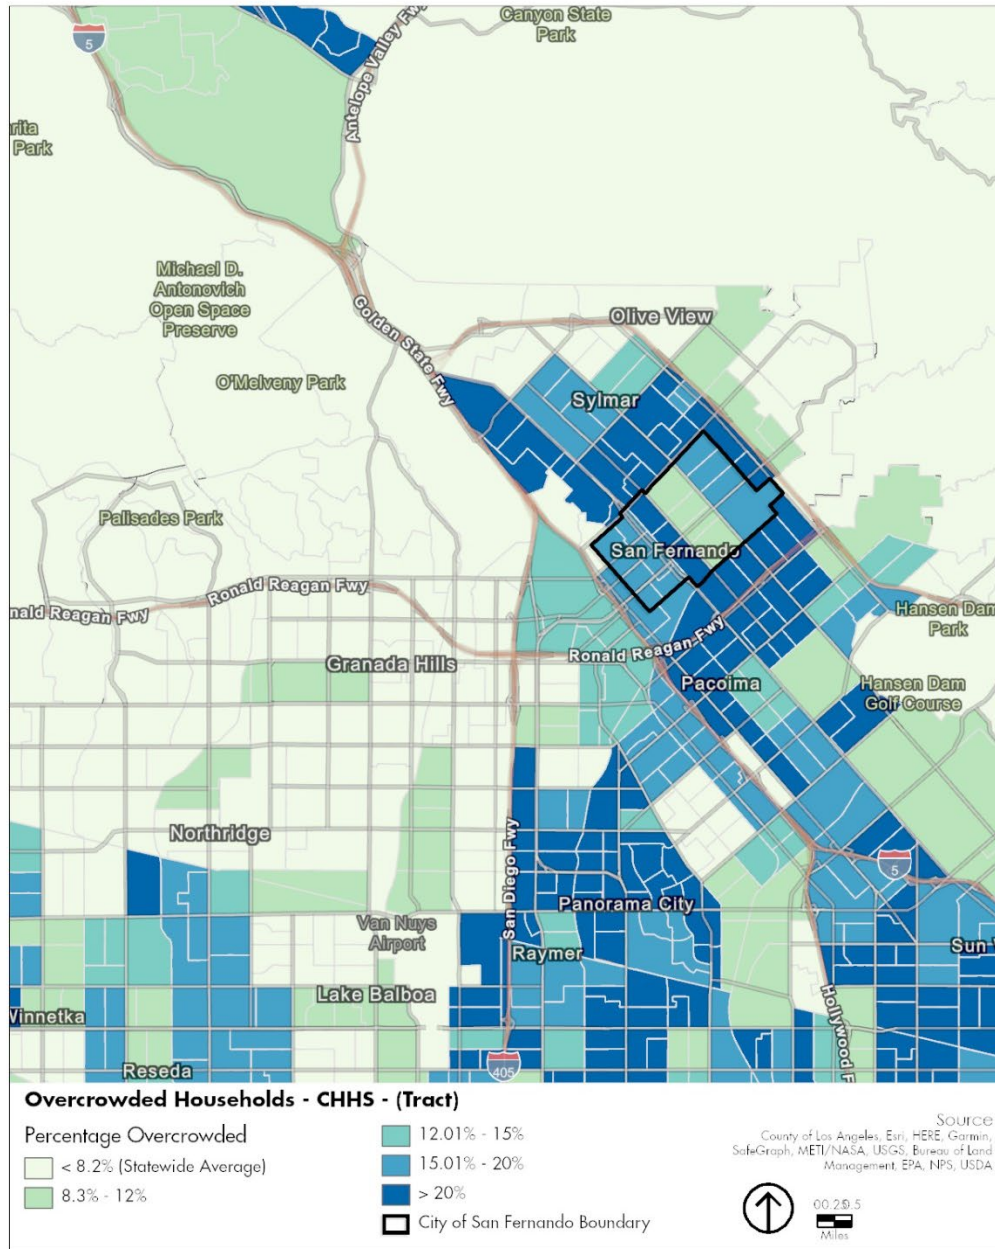 Canyon State
Park
5
Antelope Valley Fwy
rita
Park
Michael D.
Antonovich
Open Space
Preserve
Golden State Fwy
Olive View
O'Melveny Park
Sylmar
Palisades Park
San Fernando
nald Reagan Fwy
Ronald Reagan Fwy
Hansen Dam
Park
Ronald Reagan Fwy
Granada Hills
Pacoima
Hansen Dam
Golf Course
Northridge
San Diego Fwy
5
Panorama City
Van Nuys
Airport
Raymer
Sun V
Lake Balboa
Hollywood F
Winnetka
Reseda
405
Overcrowded Households - CHHS - (Tract)
Percentage Overcrowded
< 8.2% (Statewide Average)
8.3% - 12%
12.01% - 15%
15.01% - 20%
> 20%
City of San Fernando Boundary
Source
County of Los Angeles, Esri, HERE, Garmin,
SafeGraph, METI/NASA, USGS, Bureau of Land
Management, EPA, NPS, USDA
Miles